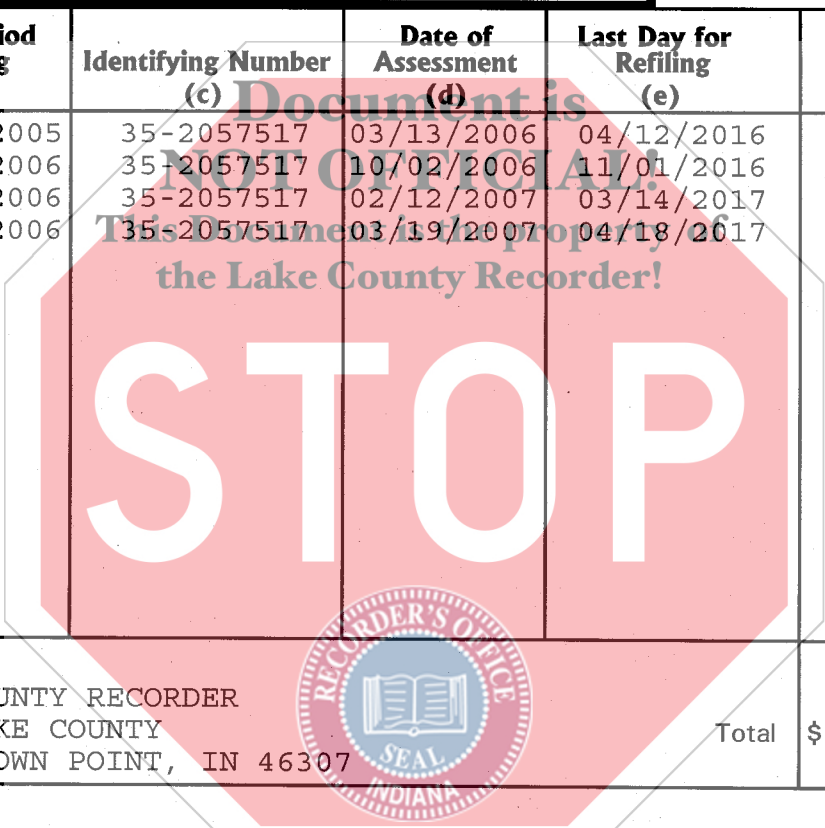 iod Date of Last Day for
g Identifying Number Assessment Refiling
(c) (d) (e)
Document is
2005 35-2057517 03/13/2006 04/12/2016
2006 35-2057517 10/02/2006 11/01/2016
NOT OFFICIAL!
2006 35-2057517 02/12/2007 03/14/2017
2006 35-2057517 03/19/2007 04/18/2017
This Document is the property of
the Lake County Recorder!
STOP
RECORDER'S OFFICE
SEAL
INDIANA
UNTY RECORDER
KE COUNTY Total $
OWN POINT, IN 46307